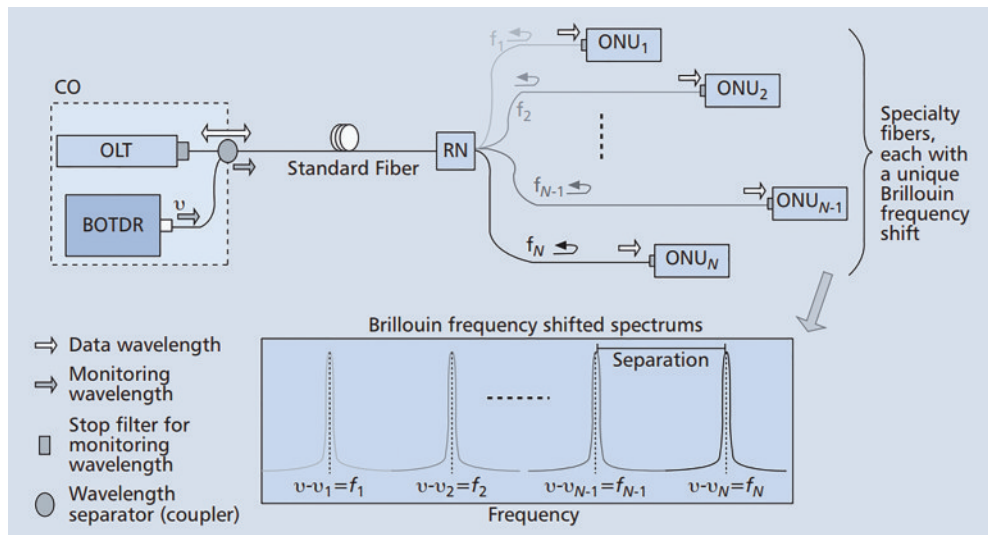 CO
OLT
BOTDR
υ
Standard Fiber
RN
f1
ONU1
f2
ONU2
fN-1
ONUN-1
fN
ONUN
Specialty
fibers,
each with
a unique
Brillouin
frequency
shift
Data wavelength
Monitoring
wavelength
Stop filter for
monitoring
wavelength
Wavelength
separator (coupler)
Brillouin frequency shifted spectrums
Separation
υ-υ1=f1
υ-υ2=f2
υ-υN-1=fN-1
υ-υN=fN
Frequency